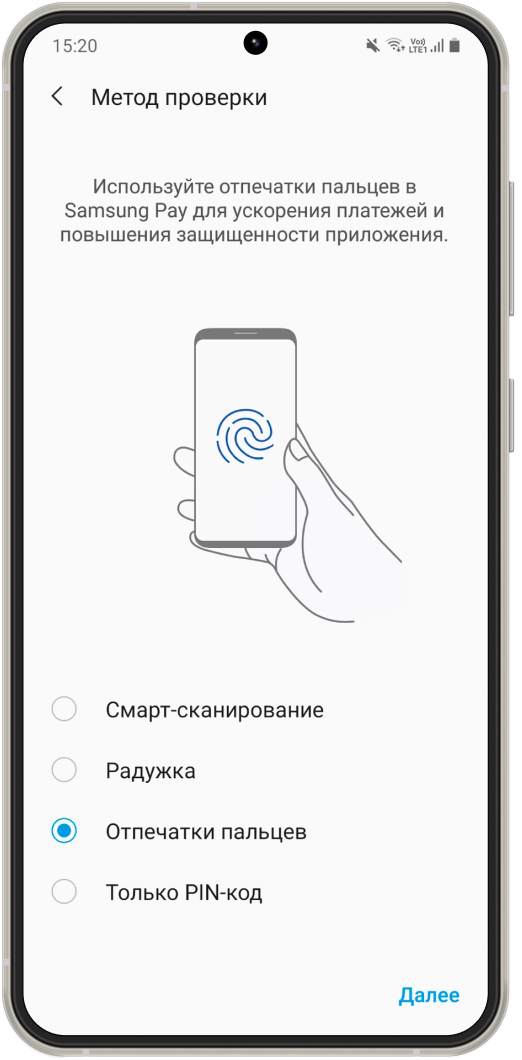 15:20
Vo))
LTE1
Метод проверки
Используйте отпечатки пальцев в
Samsung Pay для ускорения платежей и
повышения защищенности приложения.
Смарт-сканирование
Радужка
Отпечатки пальцев
Только PIN-код
Далее